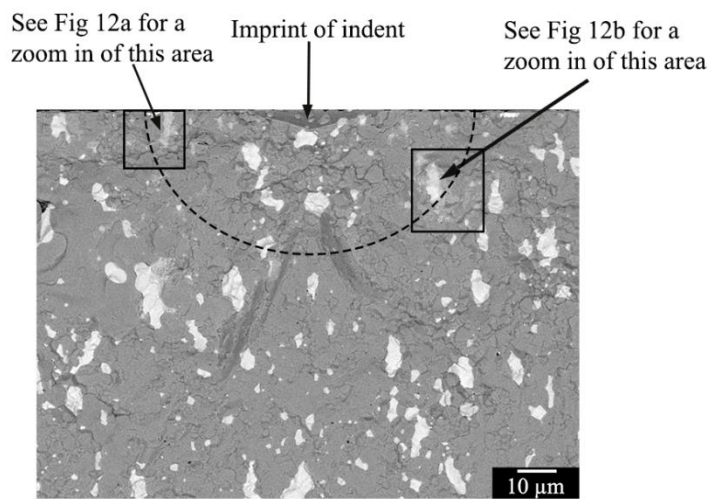 See Fig 12a for a
zoom in of this area
Imprint of indent
See Fig 12b for a
zoom in of this area
10 μm